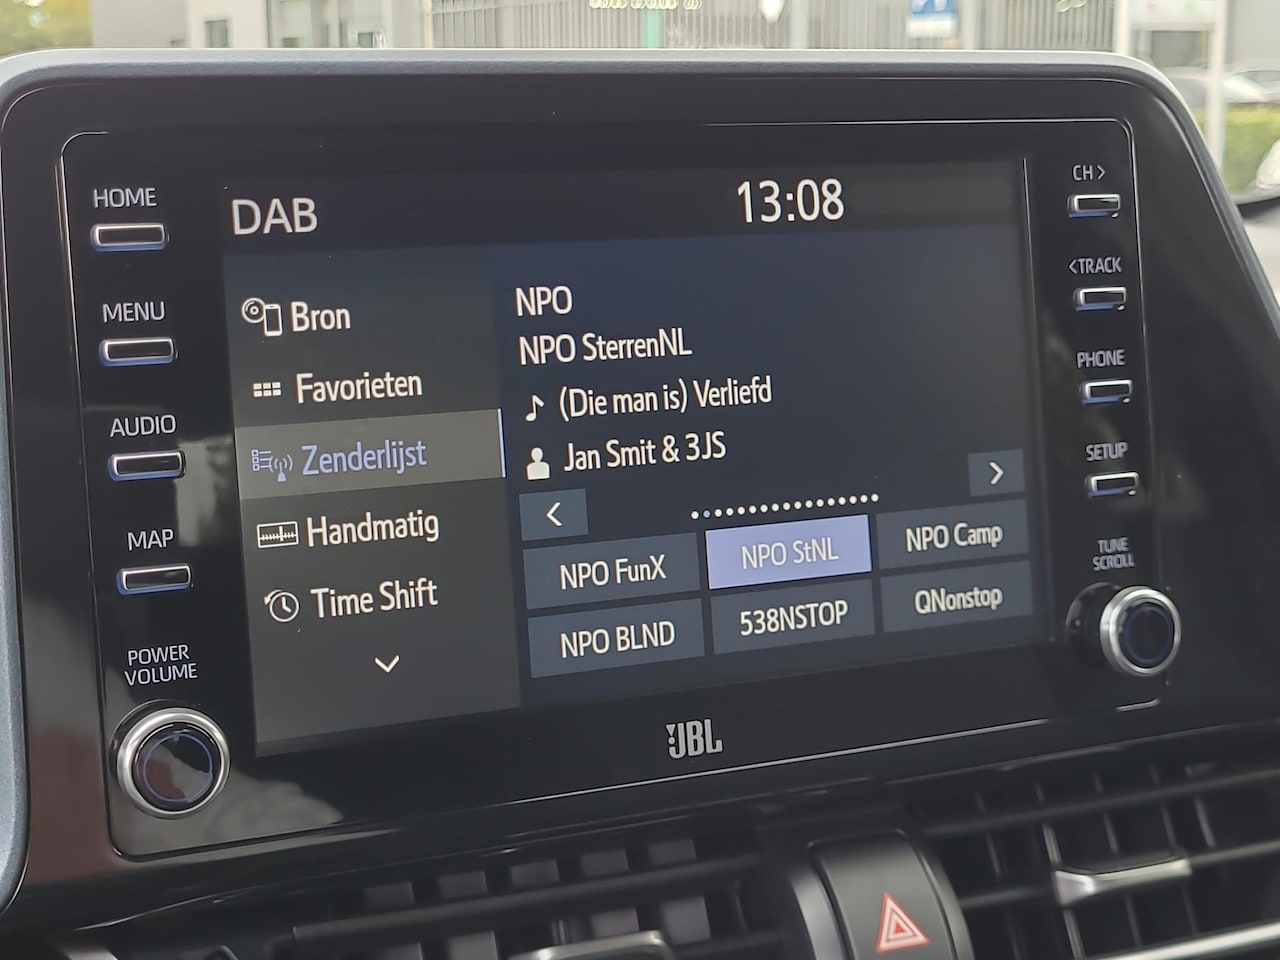 HOME
MENU
AUDIO
MAP
POWER
VOLUME
DAB
13:08
Bron
Favorieten
Zenderlijst
Handmatig
Time Shift
NPO
NPO SterrenNL
(Die man is) Verliefd
Jan Smit & 3JS
NPO FunX
NPO StNL
NPO Camp
NPO BLND
538NSTOP
QNonstop
CH>
<TRACK
PHONE
SETUP
TUNE
SCROLL
JBL